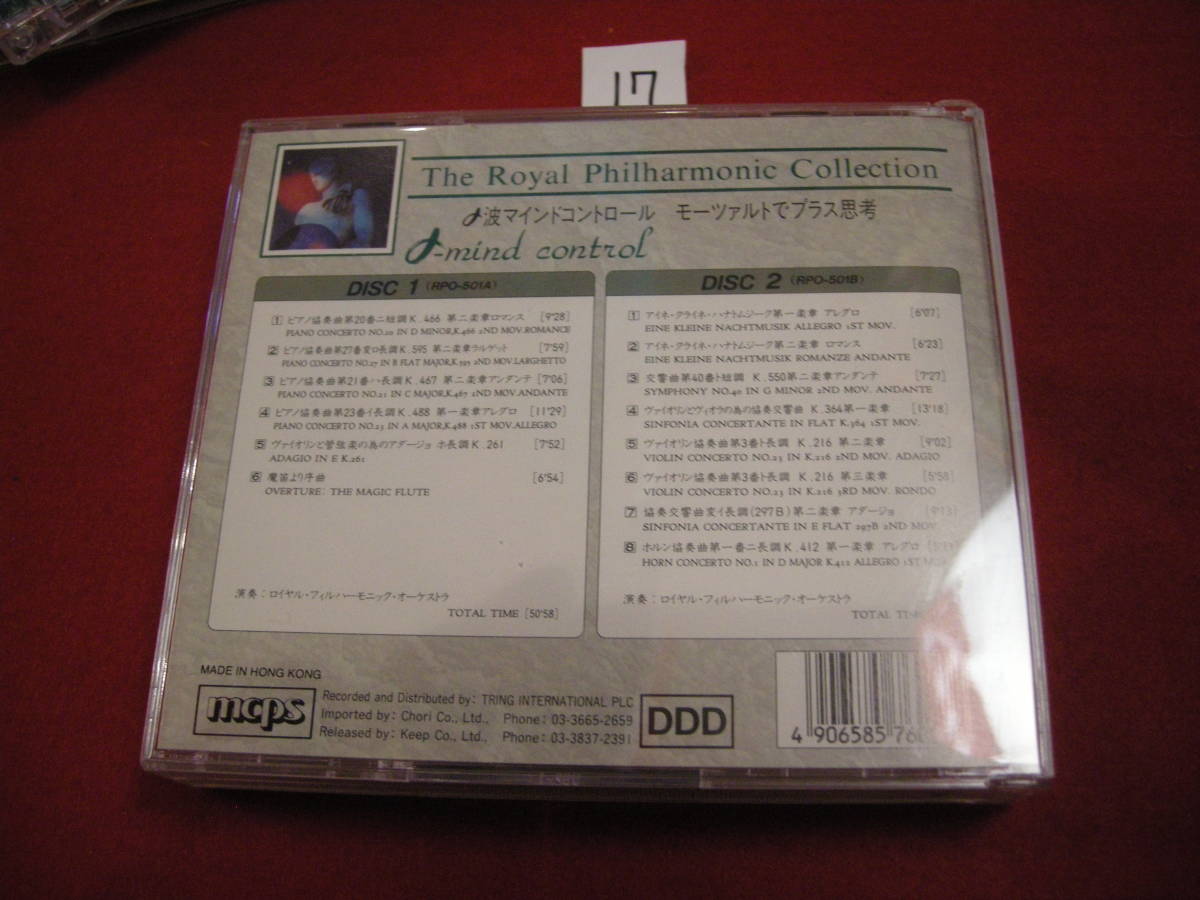 17
The Royal Philharmonic Collection
波マインドコントロール モーツァルトでプラス思考
-mind control
DISC 1 (RPO-501A)
1 ピアノ協奏曲第20番ニ短調K.466 第二楽章ロマンス [9'28]
PIANO CONCERTO NO.20 IN D MINOR,K.466 2ND MOV.ROMANCE
2 ピアノ協奏曲第27番変ロ長調K.595 第二楽章ラルゲット [7'59]
PIANO CONCERTO NO.27 IN B FLAT MAJOR,K.595 2ND MOV.LARGHETTO
3 ピアノ協奏曲第21番ハ長調K.467 第二楽章アンダンテ [7'06]
PIANO CONCERTO NO.21 IN C MAJOR,K.467 2ND MOV.ANDANTE
4 ピアノ協奏曲第23番イ長調K.488 第一楽章アレグロ [11'29]
PIANO CONCERTO NO.23 IN A MAJOR,K.488 1ST MOV.ALLEGRO
5 ヴァイオリンと管弦楽の為のアダージョ ホ長調K.261 [7'52]
ADAGIO IN E K.261
6 魔笛より序曲 [6'54]
OVERTURE: THE MAGIC FLUTE
演奏:ロイヤル・フィルハーモニック・オーケストラ
TOTAL TIME [50'58]
DISC 2 (RPO-501B)
1 アイネ・クライネ・ハナトムジーク第一楽章 アレグロ [6'07]
EINE KLEINE NACHTMUSIK ALLEGRO 1ST MOV.
2 アイネ・クライネ・ハナトムジーク第二楽章 ロマンス [6'23]
EINE KLEINE NACHTMUSIK ROMANZE ANDANTE
3 交響曲第40番ト短調 K.550第二楽章アンダンテ [7'27]
SYMPHONY NO.40 IN G MINOR 2ND MOV. ANDANTE
4 ヴァイオリンとヴィオラの為の協奏交響曲 K.364第一楽章 [13'18]
SINFONIA CONCERTANTE IN FLAT K.364 1ST MOV.
5 ヴァイオリン協奏曲第3番ト長調 K.216 第二楽章 [9'02]
VIOLIN CONCERTO NO.23 IN K.216 2ND MOV. ADAGIO
6 ヴァイオリン協奏曲第3番ト長調 K.216 第三楽章 [5'58]
VIOLIN CONCERTO NO.23 IN K.216 3RD MOV. RONDO
7 協奏交響曲変イ長調(297B)第二楽章 アダージョ [9'13]
SINFONIA CONCERTANTE IN E FLAT 297B 2ND MOV
8 ホルン協奏曲第一番ニ長調K.412 第一楽章 アレグロ
HORN CONCERTO NO.1 IN D MAJOR K412 ALLEGRO 1ST
演奏:ロイヤル・フィルハーモニック・オーケストラ
TOTAL
MADE IN HONG KONG
mcps
Recorded and Distributed by: TRING INTERNATIONAL PLC
Imported by: Chori Co., Ltd., Phone: 03-3665-2659
Released by: Keep Co., Ltd., Phone: 03-3837-2391
DDD
4 906585 76